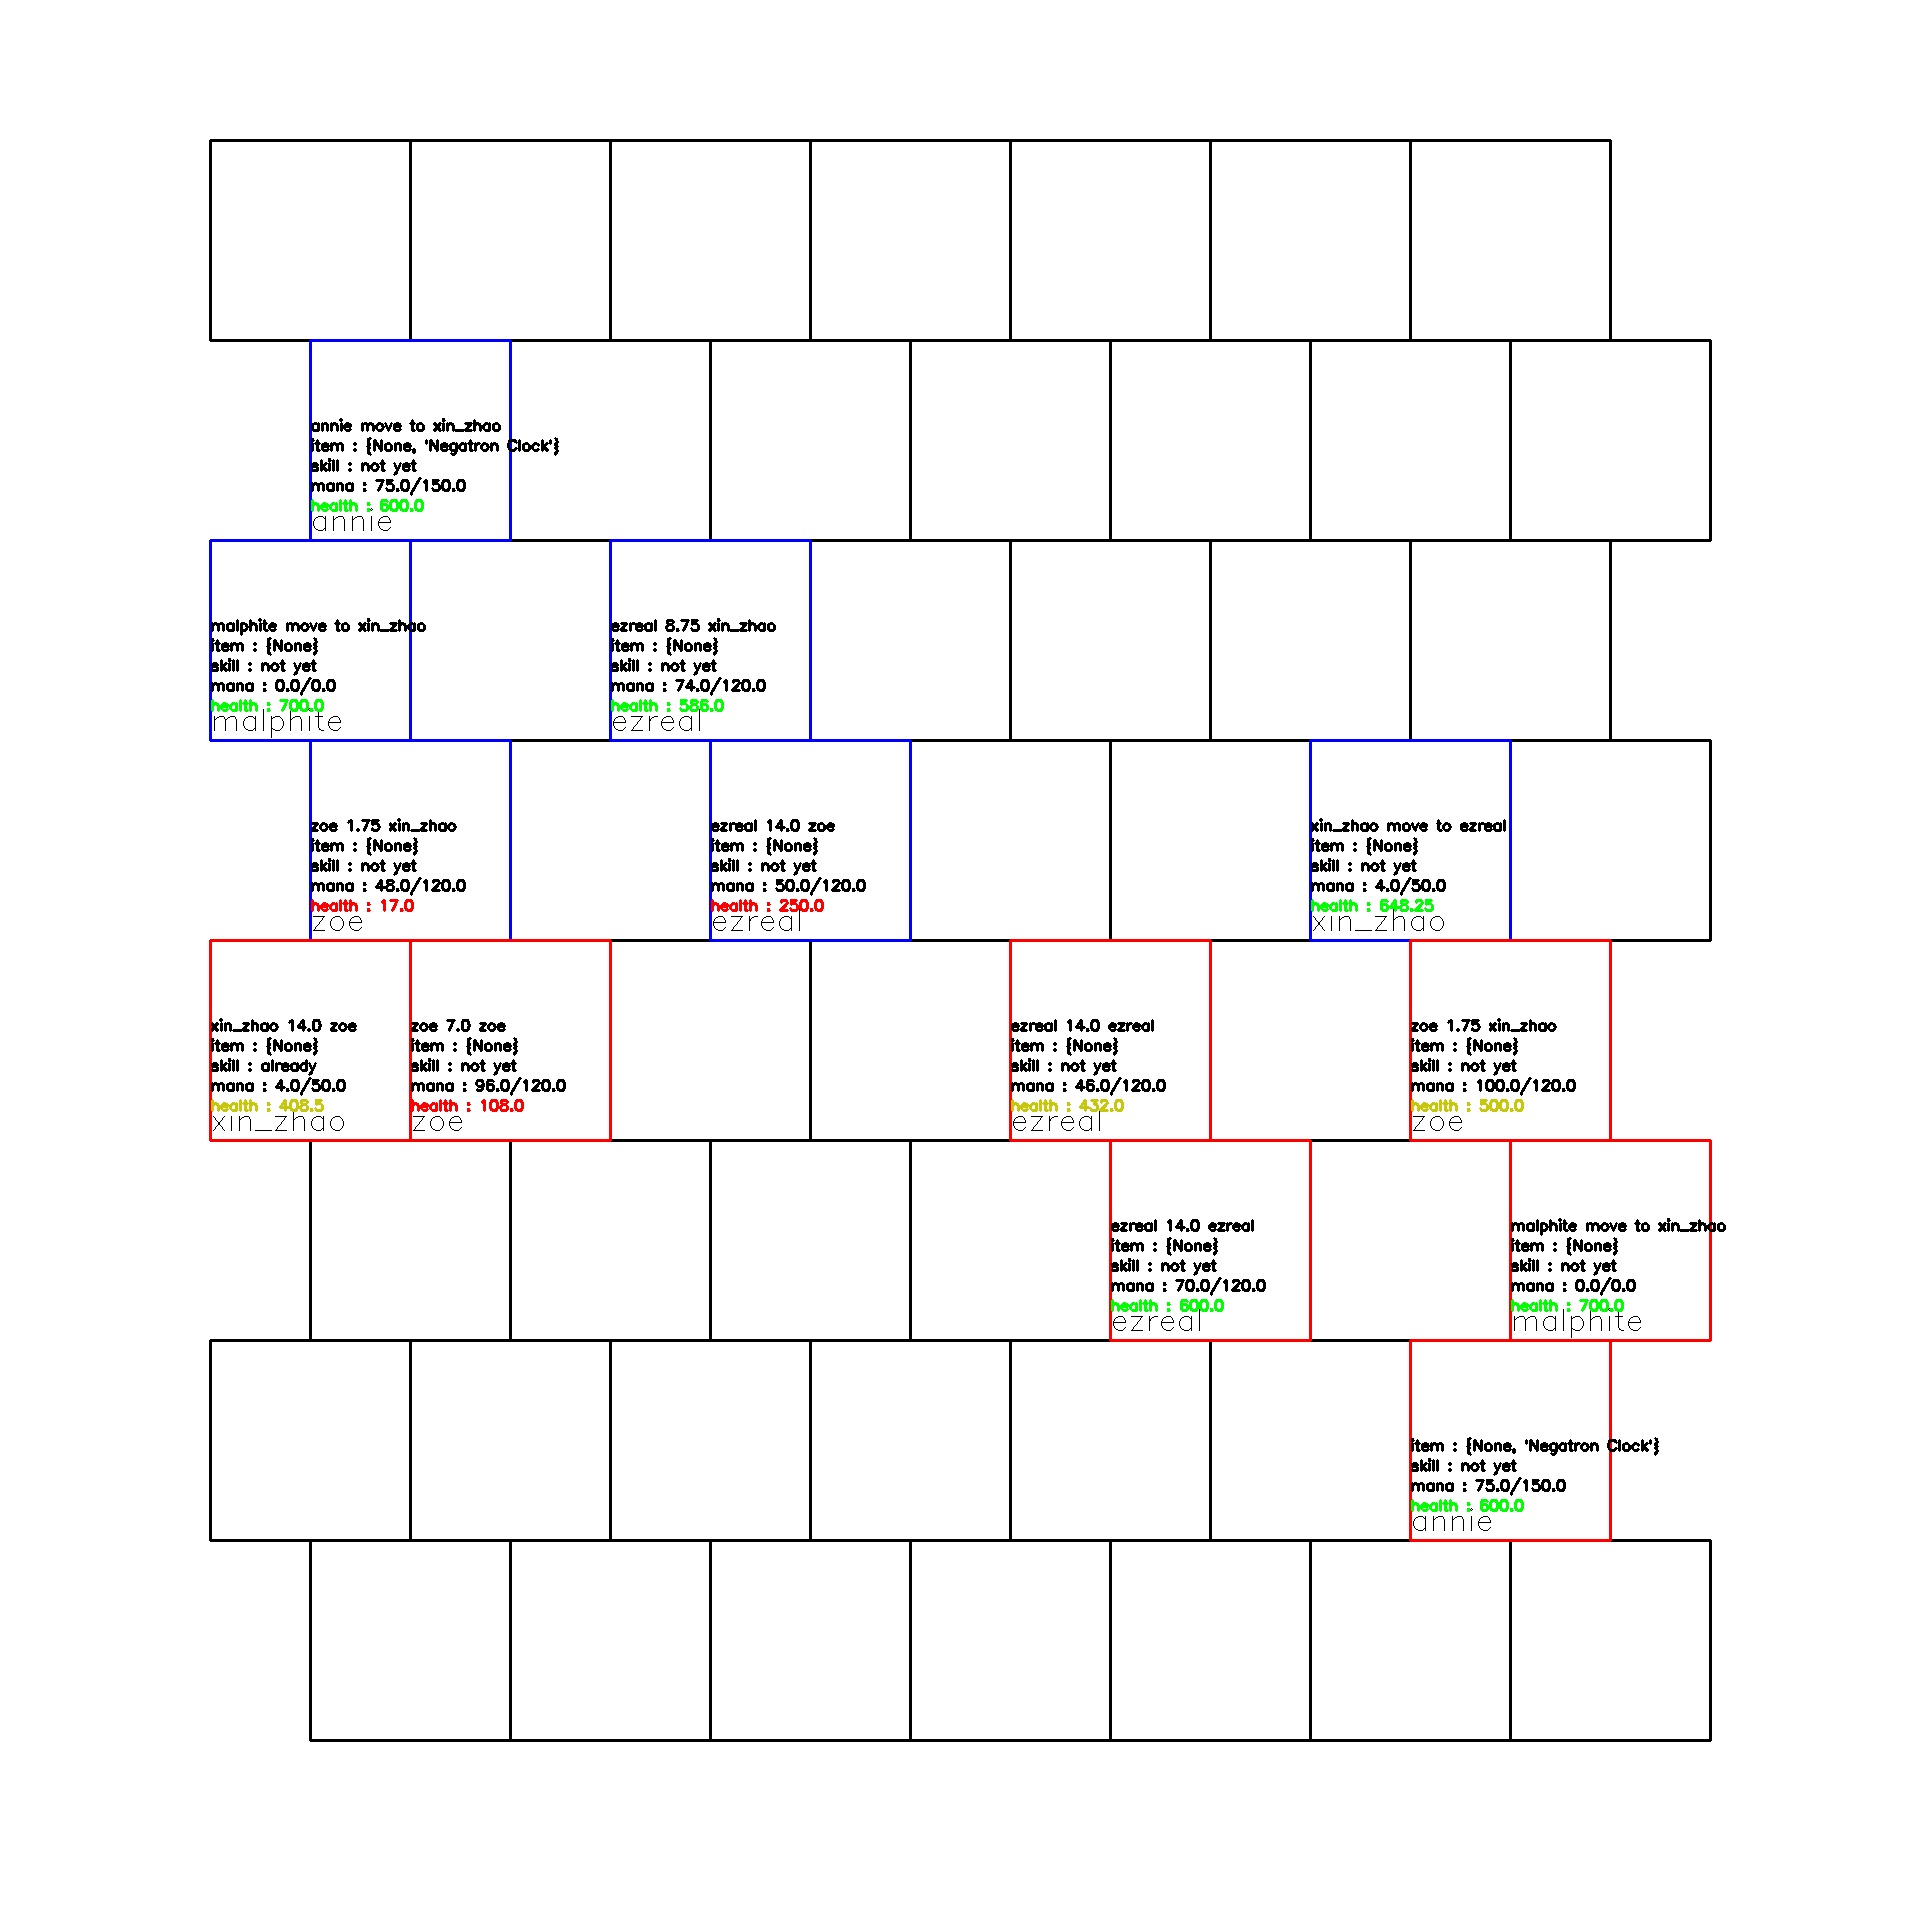 annie move to xin_zhao
item : {None, 'Negatron Clock'}
skill : not yet
mana : 75.0/150.0
health : 600.0
annie
malphite move to xin_zhao
item : {None}
skill : not yet
mana : 0.0/0.0
health : 700.0
malphite
ezreal 8.75 xin_zhao
item : {None}
skill : not yet
mana : 74.0/120.0
health : 586.0
ezreal
zoe 1.75 xin_zhao
item : {None}
skill : not yet
mana : 48.0/120.0
health : 17.0
zoe
ezreal 14.0 zoe
item : {None}
skill : not yet
mana : 50.0/120.0
health : 250.0
ezreal
xin_zhao move to ezreal
item : {None}
skill : not yet
mana : 4.0/50.0
health : 648.25
xin_zhao
xin_zhao 14.0 zoe
item : {None}
skill : already
mana : 4.0/50.0
health : 408.5
xin_zhao
zoe 7.0 zoe
item : {None}
skill : not yet
mana : 96.0/120.0
health : 108.0
zoe
ezreal 14.0 ezreal
item : {None}
skill : not yet
mana : 46.0/120.0
health : 432.0
ezreal
zoe 1.75 xin_zhao
item : {None}
skill : not yet
mana : 100.0/120.0
health : 500.0
zoe
ezreal 14.0 ezreal
item : {None}
skill : not yet
mana : 70.0/120.0
health : 600.0
ezreal
malphite move to xin_zhao
item : {None}
skill : not yet
mana : 0.0/0.0
health : 700.0
malphite
item : {None, 'Negatron Clock'}
skill : not yet
mana : 75.0/150.0
health : 600.0
annie